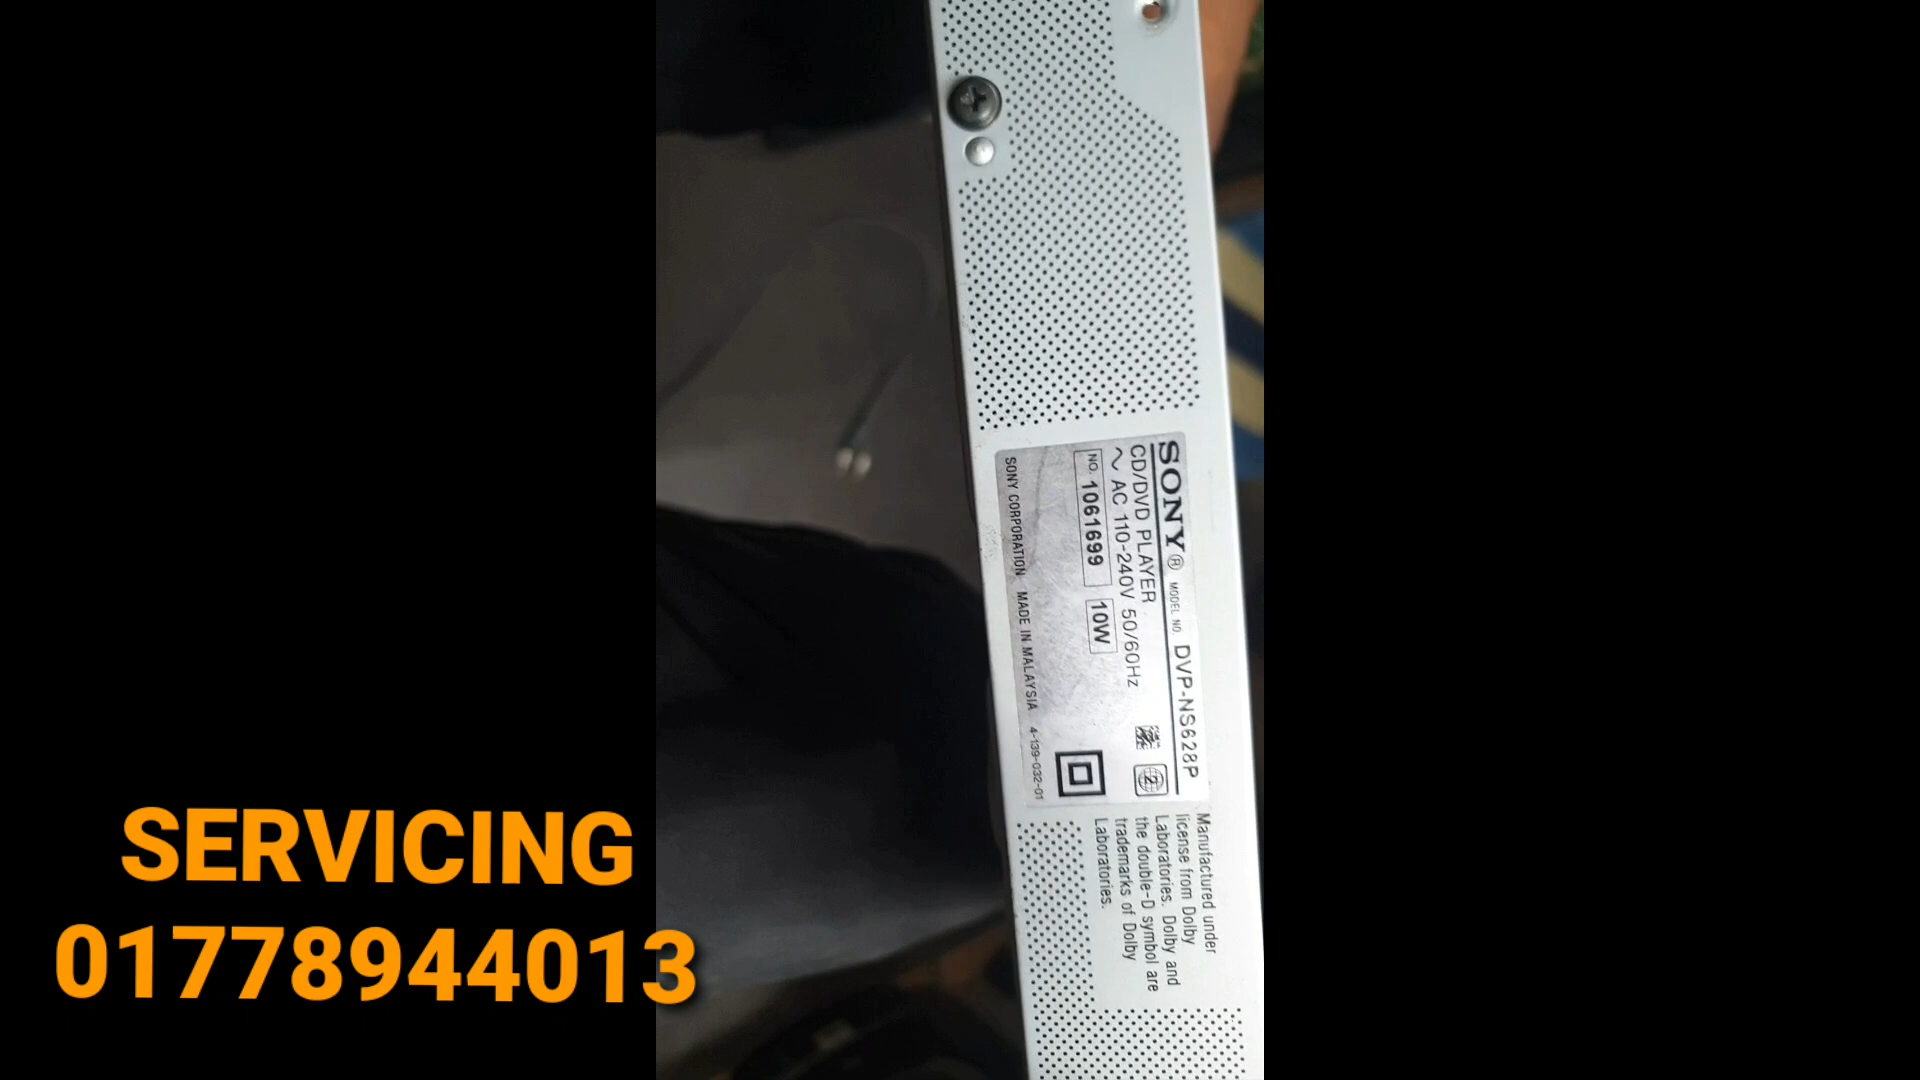 SONY® MODEL NO. DVP-NS628P
CD/DVD PLAYER
~ AC 110-240V 50/60Hz
NO. 1061699 10W
2
SONY CORPORATION MADE IN MALAYSIA 4-139-032-01
Manufactured under
license from Dolby
Laboratories. Dolby and
the double-D symbol are
trademarks of Dolby
Laboratories.
SERVICING
01778944013